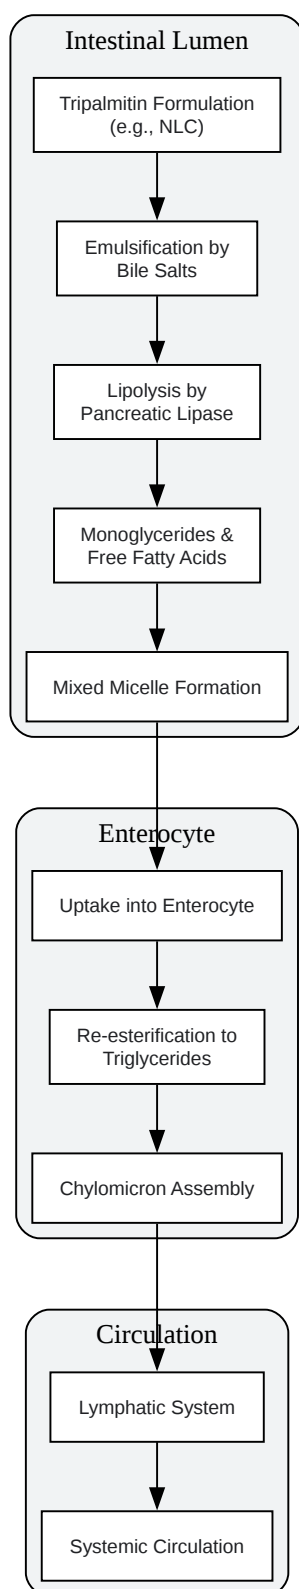 Intestinal Lumen
Tripalmitin Formulation
(e.g., NLC)
Emulsification by
Bile Salts
Lipolysis by
Pancreatic Lipase
Monoglycerides &
Free Fatty Acids
Mixed Micelle Formation
Enterocyte
Uptake into Enterocyte
Re-esterification to
Triglycerides
Chylomicron Assembly
Circulation
Lymphatic System
Systemic Circulation